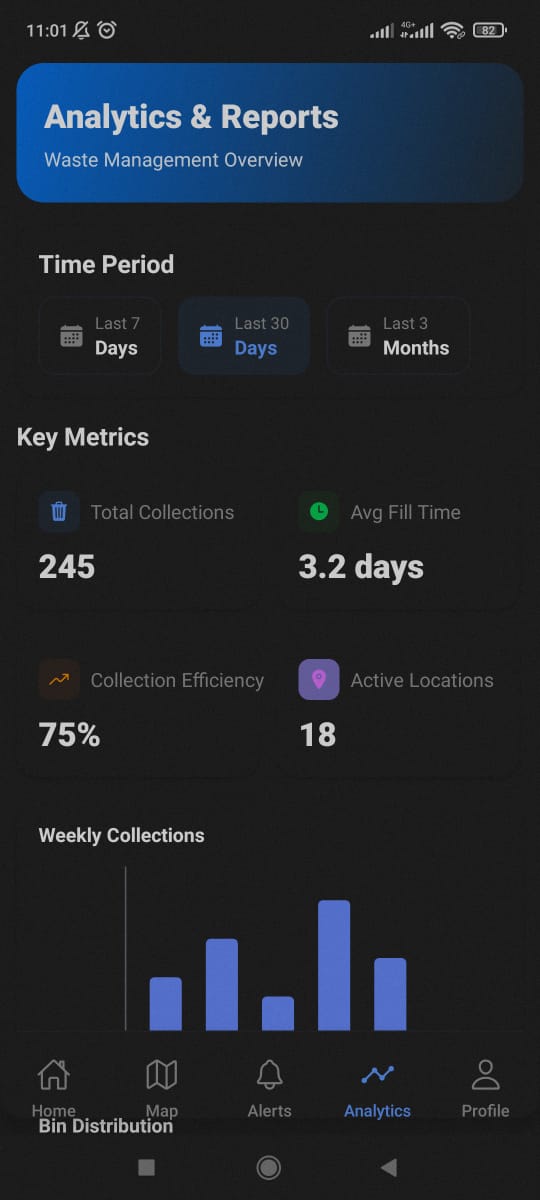 11:01
4G+
82
Analytics & Reports
Waste Management Overview
Time Period
Last 7
Days
Last 30
Days
Last 3
Months
Key Metrics
Total Collections
245
Avg Fill Time
3.2 days
Collection Efficiency
75%
Active Locations
18
Weekly Collections
Home
Map
Alerts
Analytics
Profile
Bin Distribution